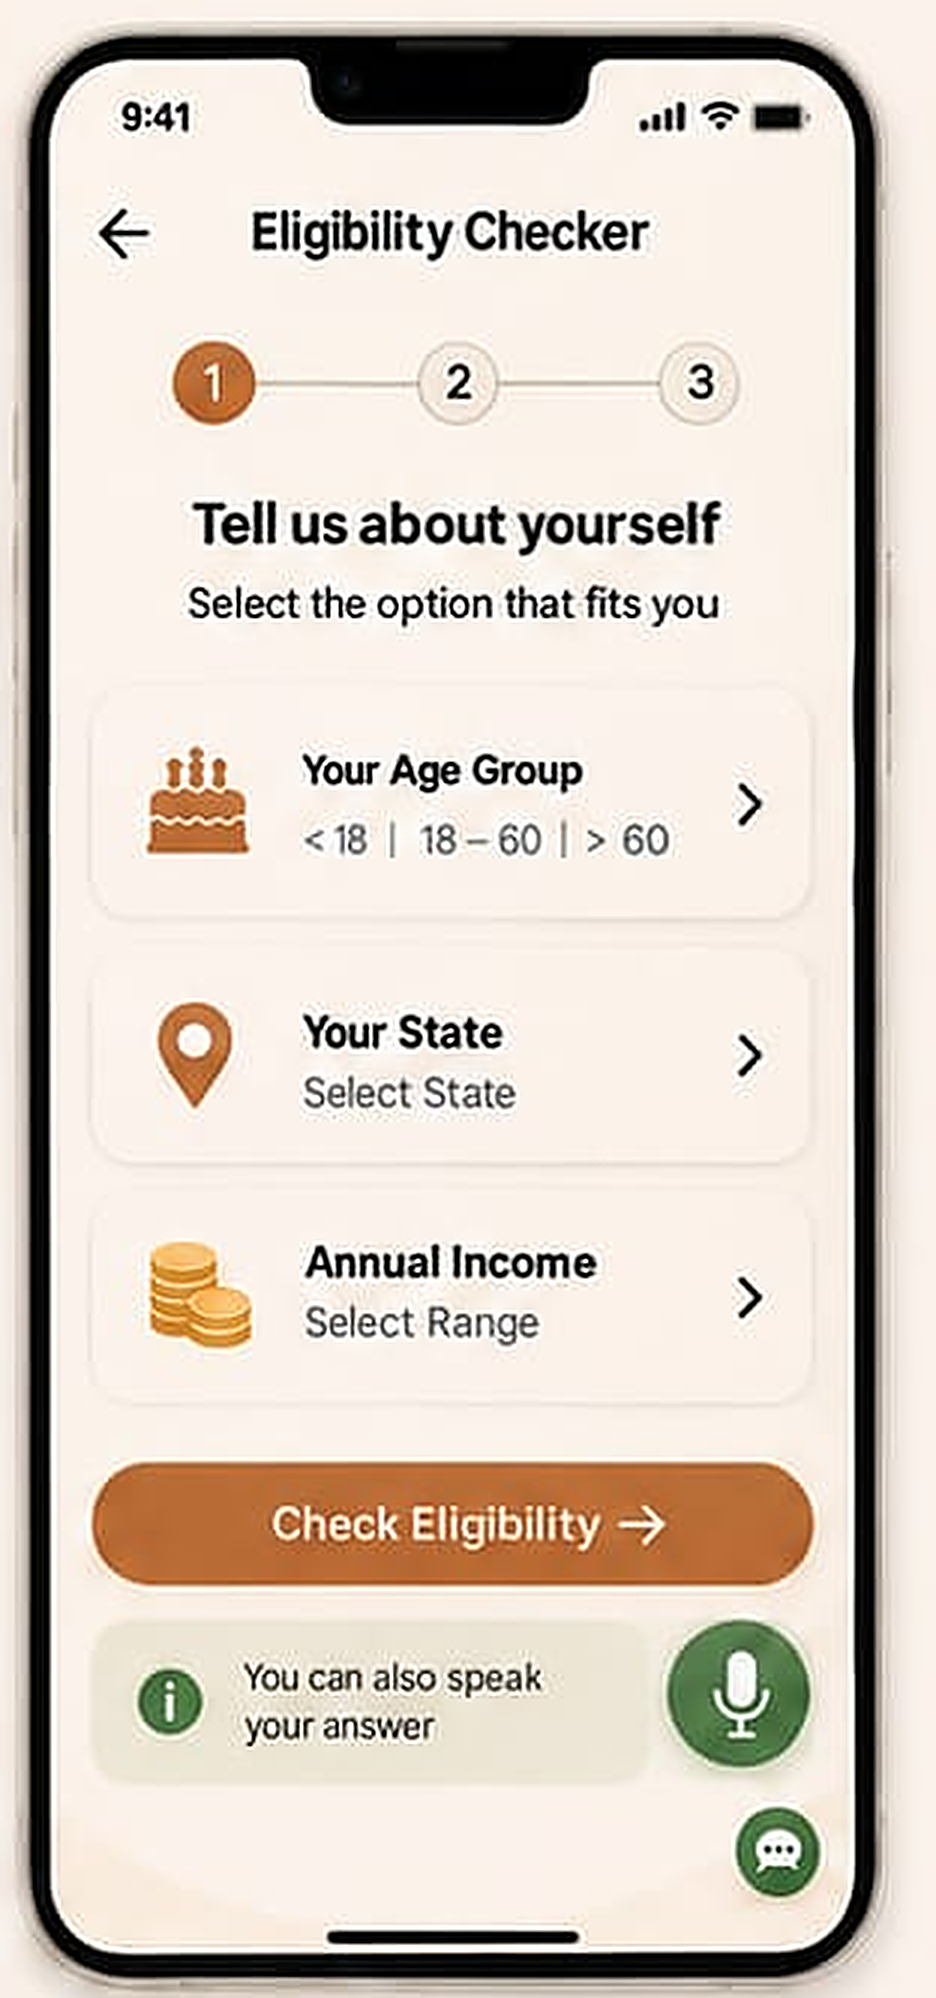 9:41
Eligibility Checker
1 2 3
Tell us about yourself
Select the option that fits you
Your Age Group
< 18 | 18 – 60 | > 60
Your State
Select State
Annual Income
Select Range
Check Eligibility →
You can also speak
your answer